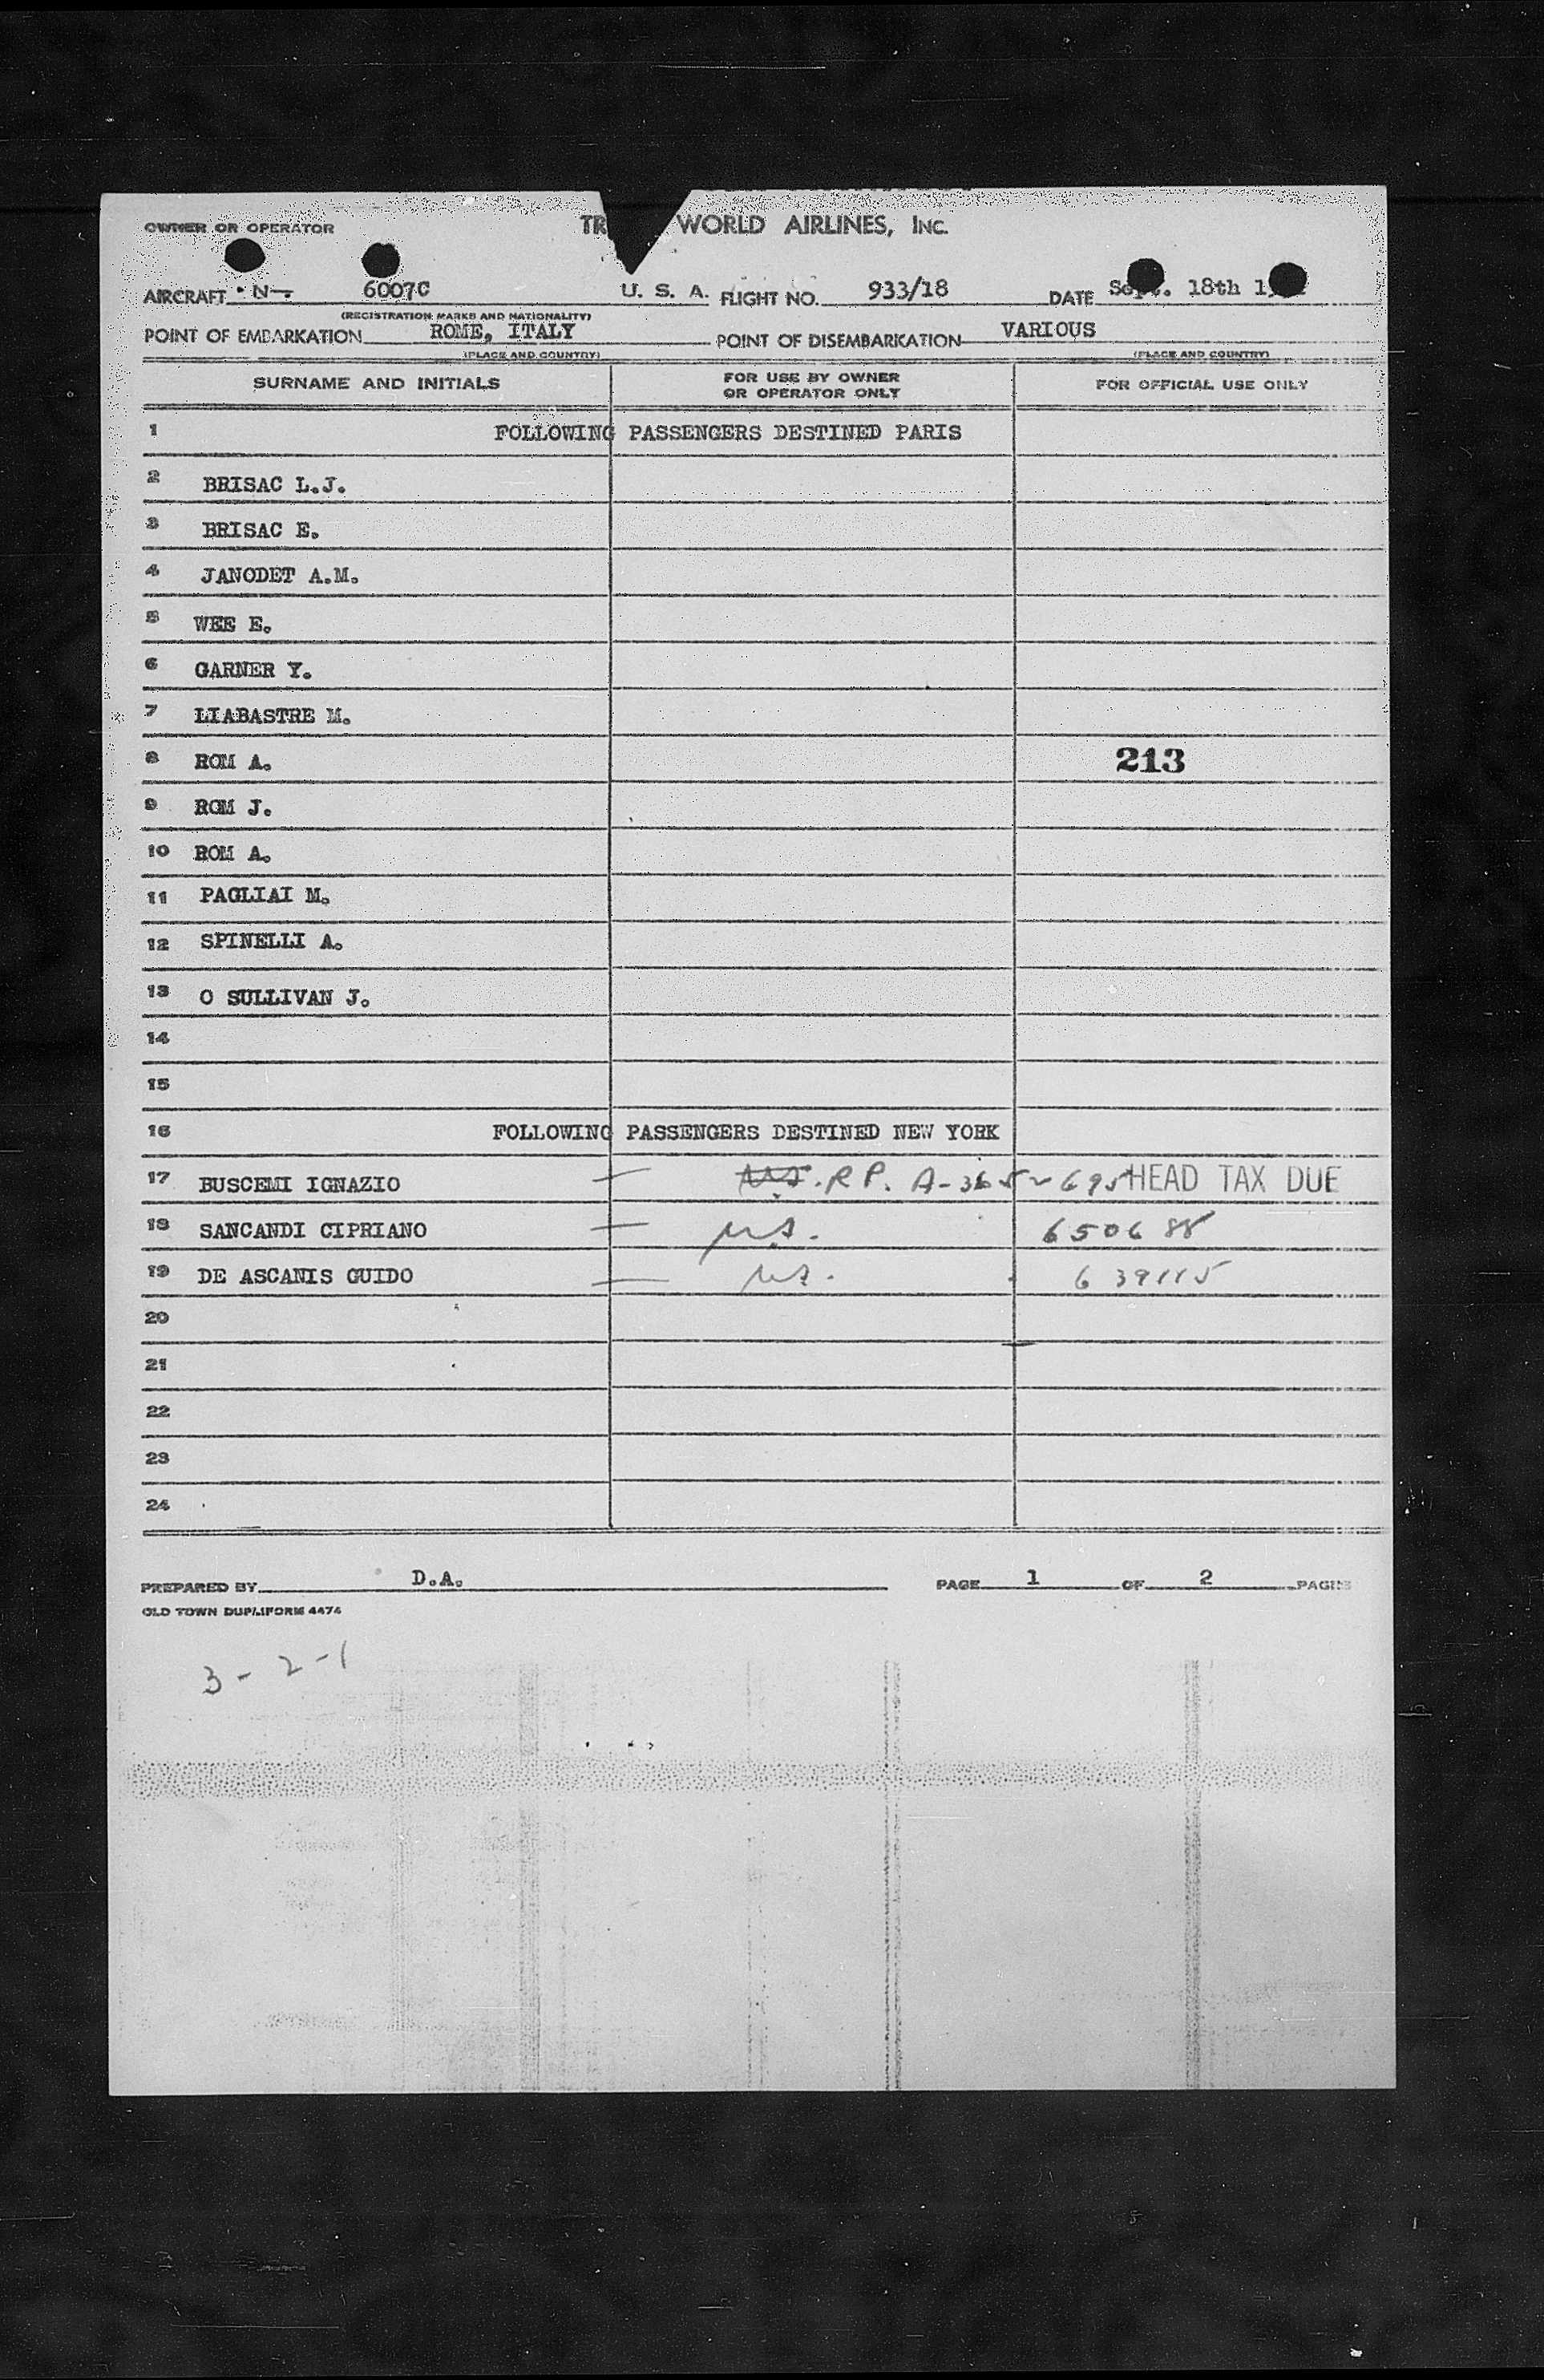 OWNER OR OPERATOR WORLD AIRLINES, INC.
AIRCRAFT N-. 6007C U. S. A. FLIGHT NO. 933/18 DATE 18th
(REGISTRATION MARKS AND NATIONALITY)
POINT OF EMBARKATION ROME, ITALY POINT OF DISEMBARKATION VARIOUS
(PLACE AND COUNTRY) (PLACE AND COUNTRY)
SURNAME AND INITIALS FOR USE BY OWNER OR OPERATOR ONLY FOR OFFICIAL USE ONLY
1 FOLLOWING PASSENGERS DESTINED PARIS
2 BRISAC L.J.
3 BRISAC E.
4 JANODET A.M.
5 WEE E.
6 GARNER Y.
7 LIABASTRE M.
8 ROM A. 213
9 ROM J.
10 ROM A.
11 PAGLIAI M.
12 SPINELLI A.
13 O SULLIVAN J.
14
15
16 FOLLOWING PASSENGERS DESTINED NEW YORK
17 BUSCEMI IGNAZIO — R P. A-365-695 HEAD TAX DUE
18 SANCANDI CIPRIANO — 650688
19 DE ASCANIS GUIDO — 639115
20
21
22
23
24
PREPARED BY D.A. PAGE 1 OF 2 PAGES
OLD TOWN DUPLIFORM 4474
3-2-1